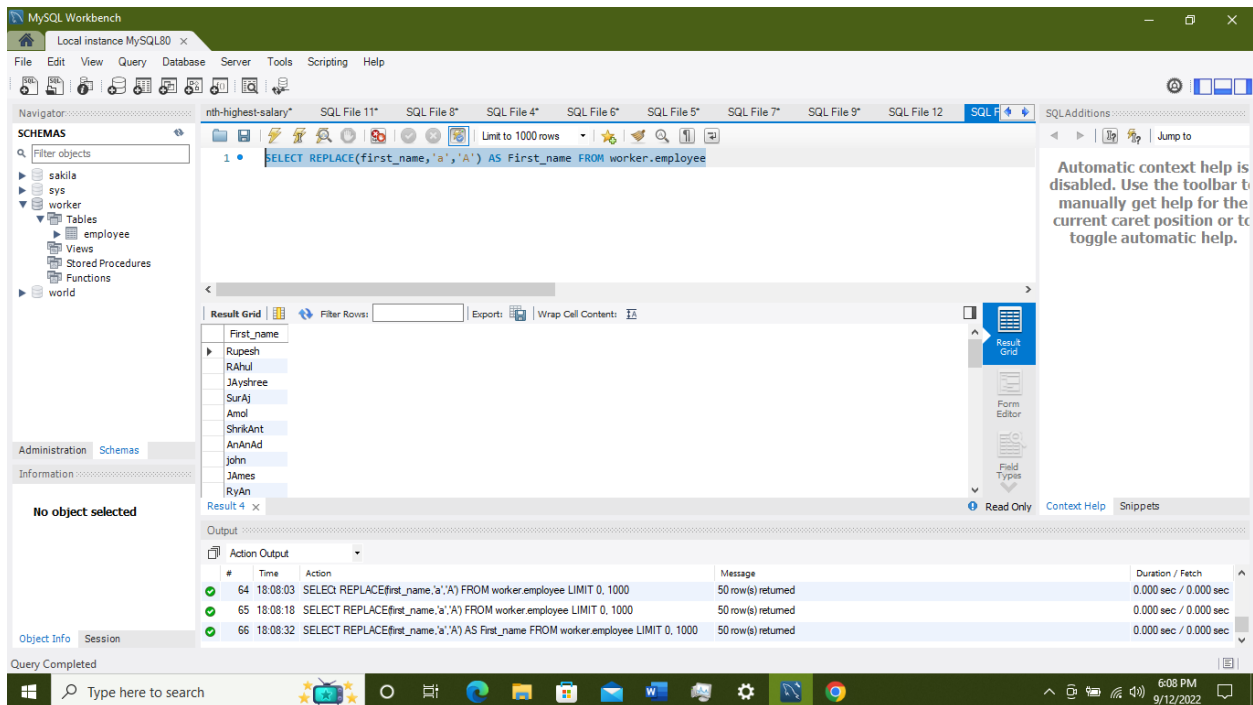 MySQL Workbench
Local instance MySQL80
File Edit View Query Database Server Tools Scripting Help
Navigator
SCHEMAS
Filter objects
sakila
sys
worker
Tables
employee
Views
Stored Procedures
Functions
world
Administration Schemas
Information
No object selected
Object Info Session
nth-highest-salary* SQL File 11* SQL File 8* SQL File 4* SQL File 6* SQL File 5* SQL File 7* SQL File 9* SQL File 12 SQL F
Limit to 1000 rows
1 SELECT REPLACE(first_name,'a','A') AS First_name FROM worker.employee
Result Grid Filter Rows: Export: Wrap Cell Content:
First_name
Rupesh
RAhul
JAyshree
SurAj
Amol
ShrikAnt
AnAnAd
john
JAmes
RyAn
Result Grid
Form Editor
Field Types
Result 4 Read Only
Output
Action Output
# Time Action Message Duration / Fetch
64 18:08:03 SELECt REPLACE(first_name,'a','A') FROM worker.employee LIMIT 0, 1000 50 row(s) returned 0.000 sec / 0.000 sec
65 18:08:18 SELECT REPLACE(first_name,'a','A') FROM worker.employee LIMIT 0, 1000 50 row(s) returned 0.000 sec / 0.000 sec
66 18:08:32 SELECT REPLACE(first_name,'a','A') AS First_name FROM worker.employee LIMIT 0, 1000 50 row(s) returned 0.000 sec / 0.000 sec
SQLAdditions
Jump to
Automatic context help is
disabled. Use the toolbar t
manually get help for the
current caret position or to
toggle automatic help.
Context Help Snippets
Query Completed
Type here to search
6:08 PM
9/12/2022